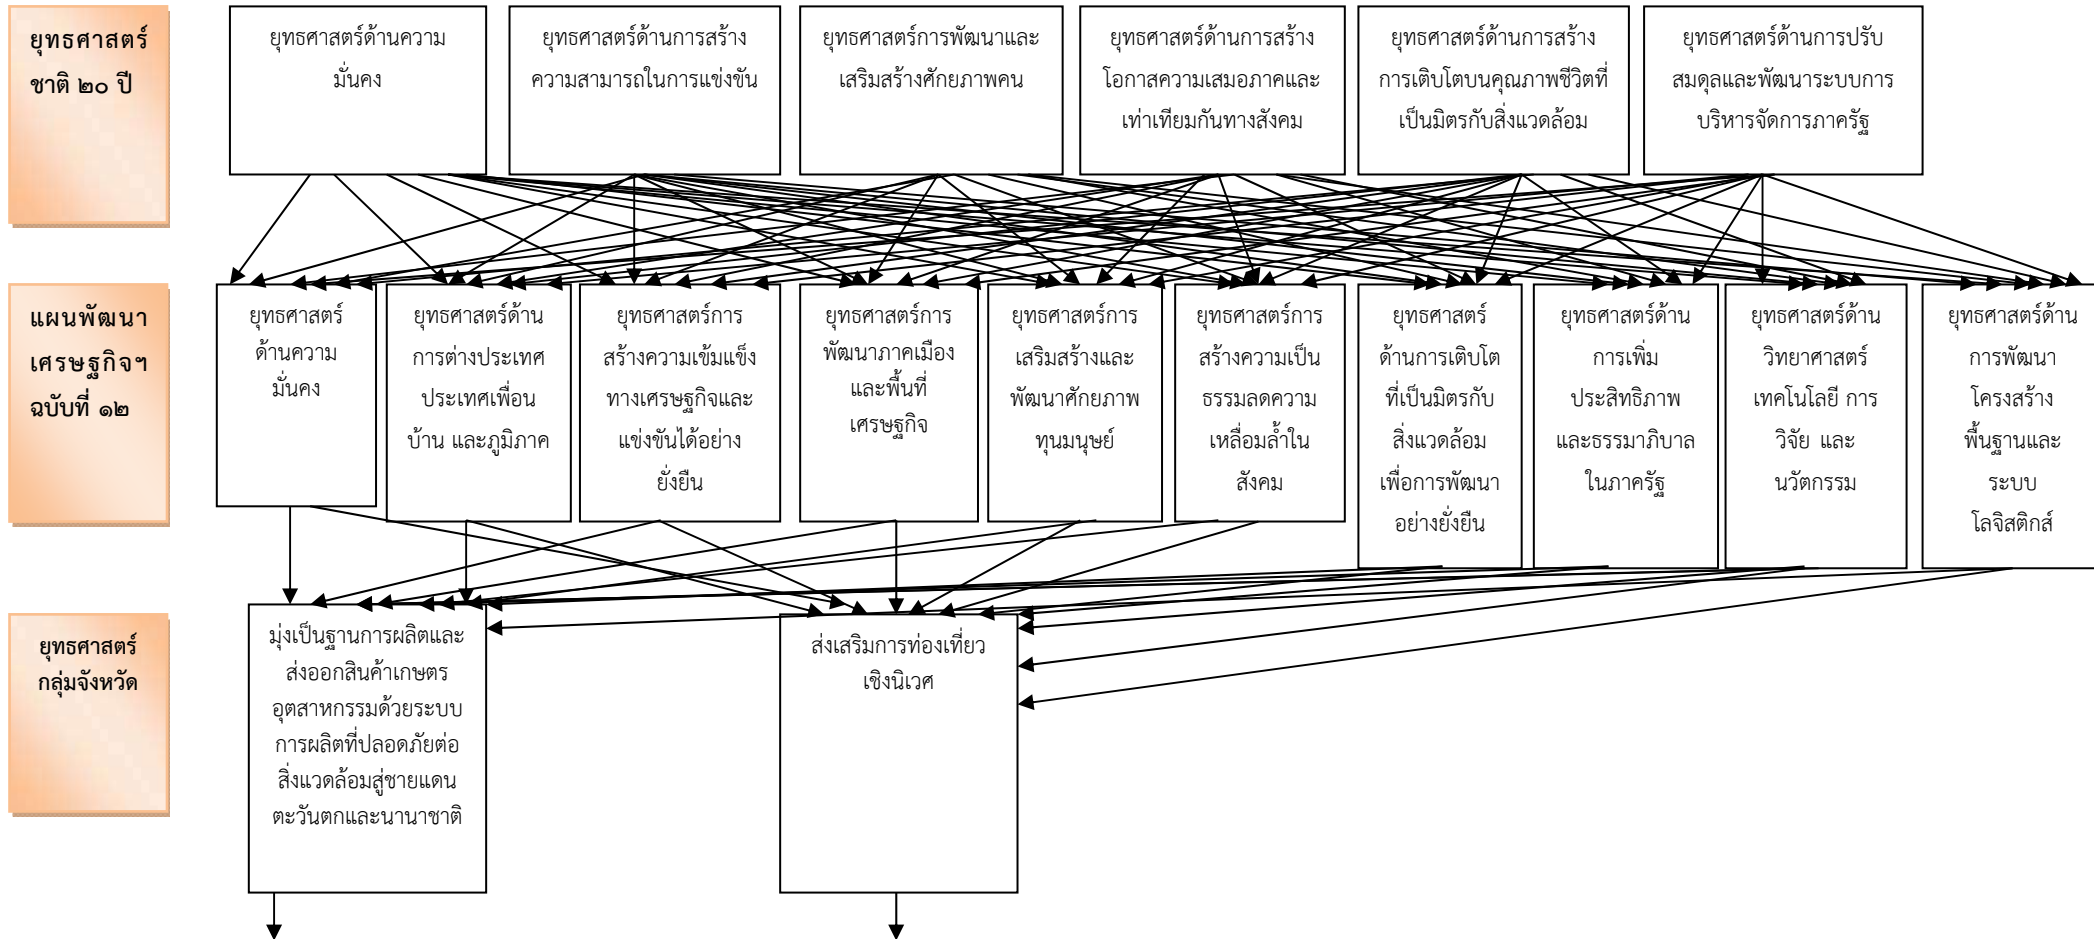 ยุทธศาสตร์
ชาติ ๒๐ ปี
ยุทธศาสตร์ด้านความ
มั่นคง
ยุทธศาสตร์ด้านการสร้าง
ความสามารถในการแข่งขัน
ยุทธศาสตร์การพัฒนาและ
เสริมสร้างศักยภาพคน
ยุทธศาสตร์ด้านการสร้าง
โอกาสความเสมอภาคและ
เท่าเทียมกันทางสังคม
ยุทธศาสตร์ด้านการสร้าง
การเติบโตบนคุณภาพชีวิตที่
เป็นมิตรกับสิ่งแวดล้อม
ยุทธศาสตร์ด้านการปรับ
สมดุลและพัฒนาระบบการ
บริหารจัดการภาครัฐ
แผนพัฒนา
เศรษฐกิจฯ
ฉบับที่ ๑๒
ยุทธศาสตร์
ด้านความ
มั่นคง
ยุทธศาสตร์ด้าน
การต่างประเทศ
ประเทศเพื่อน
บ้าน และภูมิภาค
ยุทธศาสตร์การ
สร้างความเข้มแข็ง
ทางเศรษฐกิจและ
แข่งขันได้อย่าง
ยั่งยืน
ยุทธศาสตร์การ
พัฒนาภาคเมือง
และพื้นที่
เศรษฐกิจ
ยุทธศาสตร์การ
เสริมสร้างและ
พัฒนาศักยภาพ
ทุนมนุษย์
ยุทธศาสตร์การ
สร้างความเป็น
ธรรมลดความ
เหลื่อมล้ำใน
สังคม
ยุทธศาสตร์
ด้านการเติบโต
ที่เป็นมิตรกับ
สิ่งแวดล้อม
เพื่อการพัฒนา
อย่างยั่งยืน
ยุทธศาสตร์ด้าน
การเพิ่ม
ประสิทธิภาพ
และธรรมาภิบาล
ในภาครัฐ
ยุทธศาสตร์ด้าน
วิทยาศาสตร์
เทคโนโลยี การ
วิจัย และ
นวัตกรรม
ยุทธศาสตร์ด้าน
การพัฒนา
โครงสร้าง
พื้นฐานและ
ระบบ
โลจิสติกส์
ยุทธศาสตร์
กลุ่มจังหวัด
มุ่งเป็นฐานการผลิตและ
ส่งออกสินค้าเกษตร
อุตสาหกรรมด้วยระบบ
การผลิตที่ปลอดภัยต่อ
สิ่งแวดล้อมสู่ชายแดน
ตะวันตกและนานาชาติ
ส่งเสริมการท่องเที่ยว
เชิงนิเวศ